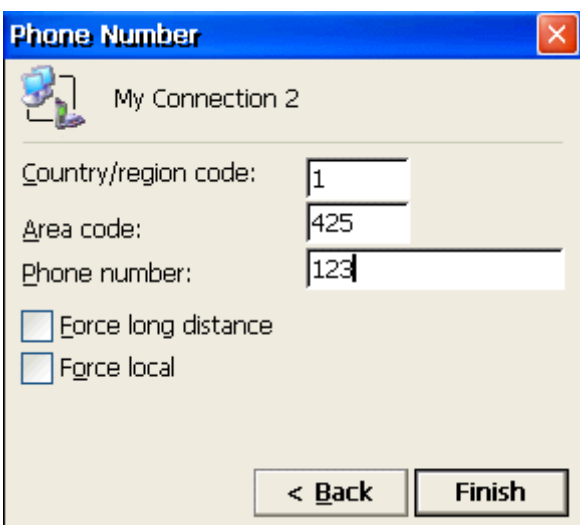 Phone Number
My Connection 2
Country/region code: 1
Area code: 425
Phone number: 123
Force long distance
Force local
< Back Finish